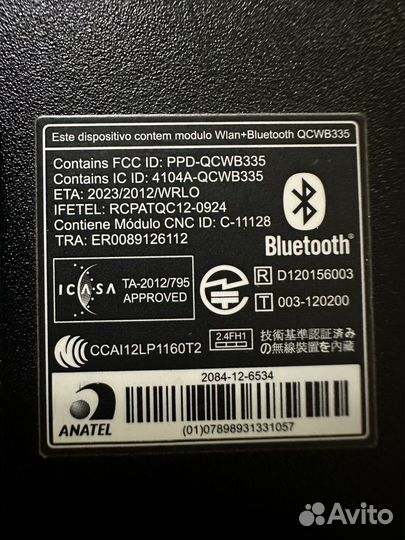 Este dispositivo contem modulo Wlan+Bluetooth QCWB335
Contains FCC ID: PPD-QCWB335
Contains IC ID: 4104A-QCWB335
ETA: 2023/2012/WRLO
IFETEL: RCPATQC12-0924
Contiene Módulo CNC ID: C-11128
TRA: ER0089126112
Bluetooth®
ICASA
TA-2012/795
APPROVED
R D120156003
T 003-120200
CCAI12LP1160T2
2.4FH1
技術基準認証済み
の無線装置を内蔵
2084-12-6534
ANATEL
(01)07898931331057
Avito